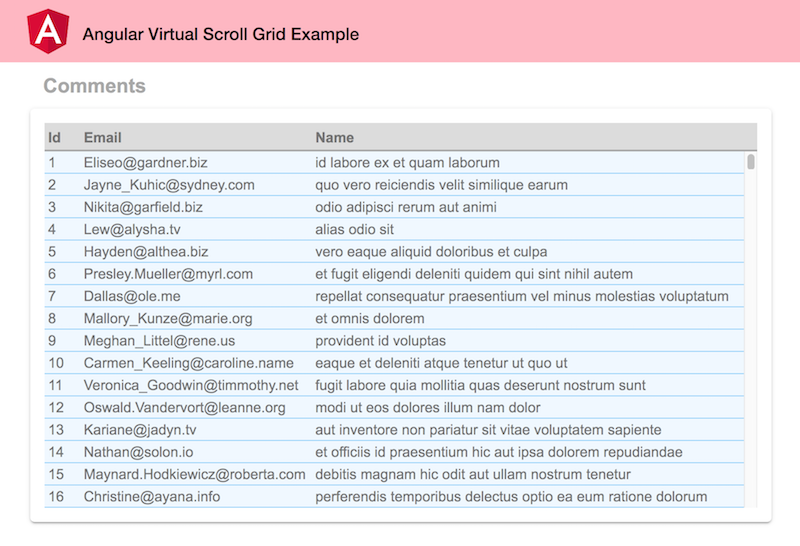 Angular Virtual Scroll Grid Example
Comments
Id Email Name
1 Eliseo@gardner.biz id labore ex et quam laborum
2 Jayne_Kuhic@sydney.com quo vero reiciendis velit similique earum
3 Nikita@garfield.biz odio adipisci rerum aut animi
4 Lew@alysha.tv alias odio sit
5 Hayden@althea.biz vero eaque aliquid doloribus et culpa
6 Presley.Mueller@myrl.com et fugit eligendi deleniti quidem qui sint nihil autem
7 Dallas@ole.me repellat consequatur praesentium vel minus molestias voluptatum
8 Mallory_Kunze@marie.org et omnis dolorem
9 Meghan_Littel@rene.us provident id voluptas
10 Carmen_Keeling@caroline.name eaque et deleniti atque tenetur ut quo ut
11 Veronica_Goodwin@timmothy.net fugit labore quia mollitia quas deserunt nostrum sunt
12 Oswald.Vandervort@leanne.org modi ut eos dolores illum nam dolor
13 Kariane@jadyn.tv aut inventore non pariatur sit vitae voluptatem sapiente
14 Nathan@solon.io et officiis id praesentium hic aut ipsa dolorem repudiandae
15 Maynard.Hodkiewicz@roberta.com debitis magnam hic odit aut ullam nostrum tenetur
16 Christine@ayana.info perferendis temporibus delectus optio ea eum ratione dolorum